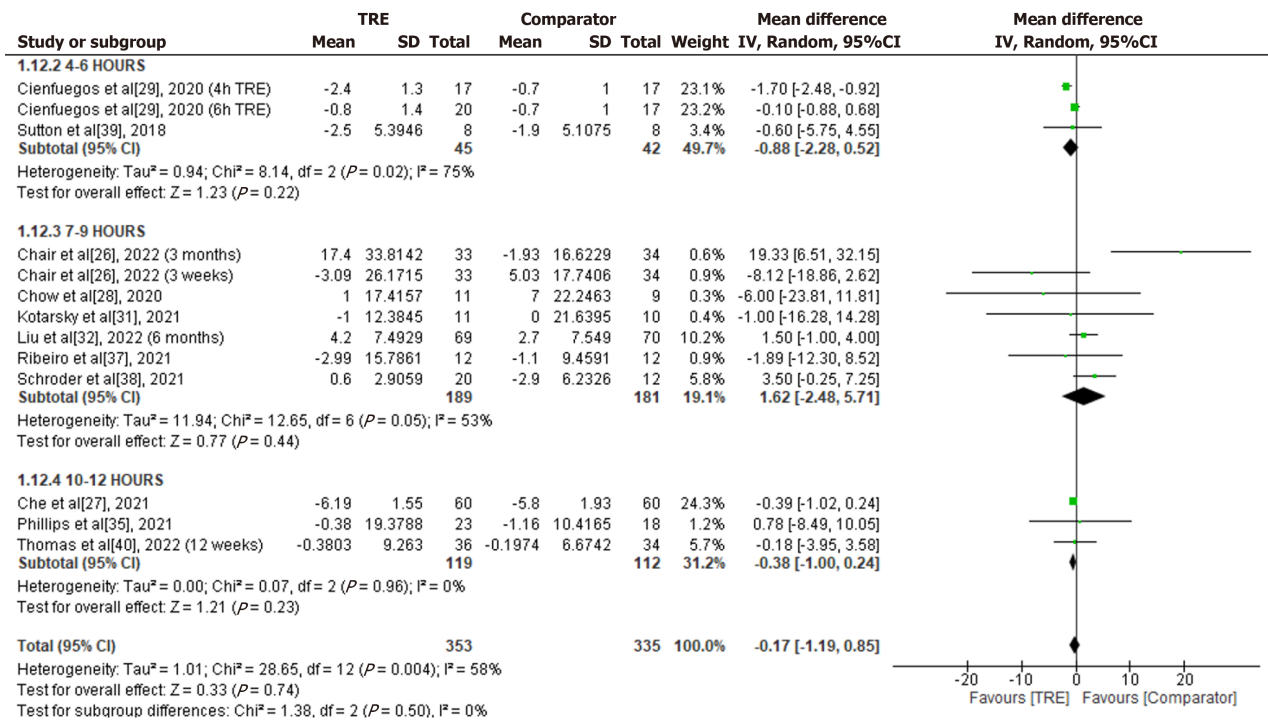 TRE Comparator Mean difference Mean difference
Study or subgroup Mean SD Total Mean SD Total Weight IV, Random, 95%CI IV, Random, 95%CI
1.12.2 4-6 HOURS
Cienfuegos et al[29], 2020 (4h TRE) -2.4 1.3 17 -0.7 1 17 23.1% -1.70 [-2.48, -0.92]
Cienfuegos et al[29], 2020 (6h TRE) -0.8 1.4 20 -0.7 1 17 23.2% -0.10 [-0.88, 0.68]
Sutton et al[39], 2018 -2.5 5.3946 8 -1.9 5.1075 8 3.4% -0.60 [-5.75, 4.55]
Subtotal (95% CI) 45 42 49.7% -0.88 [-2.28, 0.52]
Heterogeneity: Tau² = 0.94; Chi² = 8.14, df = 2 (P = 0.02); I² = 75%
Test for overall effect: Z = 1.23 (P = 0.22)
1.12.3 7-9 HOURS
Chair et al[26], 2022 (3 months) 17.4 33.8142 33 -1.93 16.6229 34 0.6% 19.33 [6.51, 32.15]
Chair et al[26], 2022 (3 weeks) -3.09 26.1715 33 5.03 17.7406 34 0.9% -8.12 [-18.86, 2.62]
Chow et al[28], 2020 1 17.4157 11 7 22.2463 9 0.3% -6.00 [-23.81, 11.81]
Kotarsky et al[31], 2021 -1 12.3845 11 0 21.6395 10 0.4% -1.00 [-16.28, 14.28]
Liu et al[32], 2022 (6 months) 4.2 7.4929 69 2.7 7.549 70 10.2% 1.50 [-1.00, 4.00]
Ribeiro et al[37], 2021 -2.99 15.7861 12 -1.1 9.4591 12 0.9% -1.89 [-12.30, 8.52]
Schroder et al[38], 2021 0.6 2.9059 20 -2.9 6.2326 12 5.8% 3.50 [-0.25, 7.25]
Subtotal (95% CI) 189 181 19.1% 1.62 [-2.48, 5.71]
Heterogeneity: Tau² = 11.94; Chi² = 12.65, df = 6 (P = 0.05); I² = 53%
Test for overall effect: Z = 0.77 (P = 0.44)
1.12.4 10-12 HOURS
Che et al[27], 2021 -6.19 1.55 60 -5.8 1.93 60 24.3% -0.39 [-1.02, 0.24]
Phillips et al[35], 2021 -0.38 19.3788 23 -1.16 10.4165 18 1.2% 0.78 [-8.49, 10.05]
Thomas et al[40], 2022 (12 weeks) -0.3803 9.263 36 -0.1974 6.6742 34 5.7% -0.18 [-3.95, 3.58]
Subtotal (95% CI) 119 112 31.2% -0.38 [-1.00, 0.24]
Heterogeneity: Tau² = 0.00; Chi² = 0.07, df = 2 (P = 0.96); I² = 0%
Test for overall effect: Z = 1.21 (P = 0.23)
Total (95% CI) 353 335 100.0% -0.17 [-1.19, 0.85]
Heterogeneity: Tau² = 1.01; Chi² = 28.65, df = 12 (P = 0.004); I² = 58%
Test for overall effect: Z = 0.33 (P = 0.74)
Test for subgroup differences: Chi² = 1.38, df = 2 (P = 0.50), I² = 0%
-20 -10 0 10 20
Favours [TRE] Favours [Comparator]